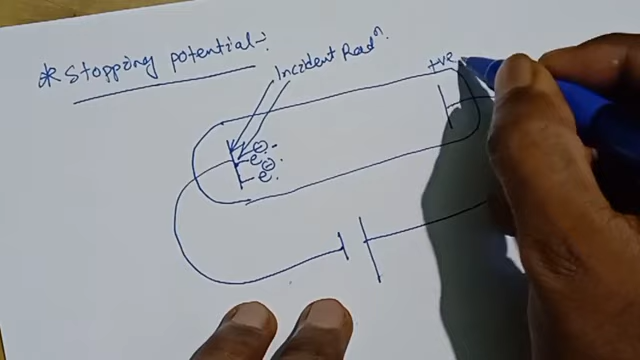 * Stopping potential:-
Incident Radⁿ.
+ve
e⊖.
e⊖.
e.